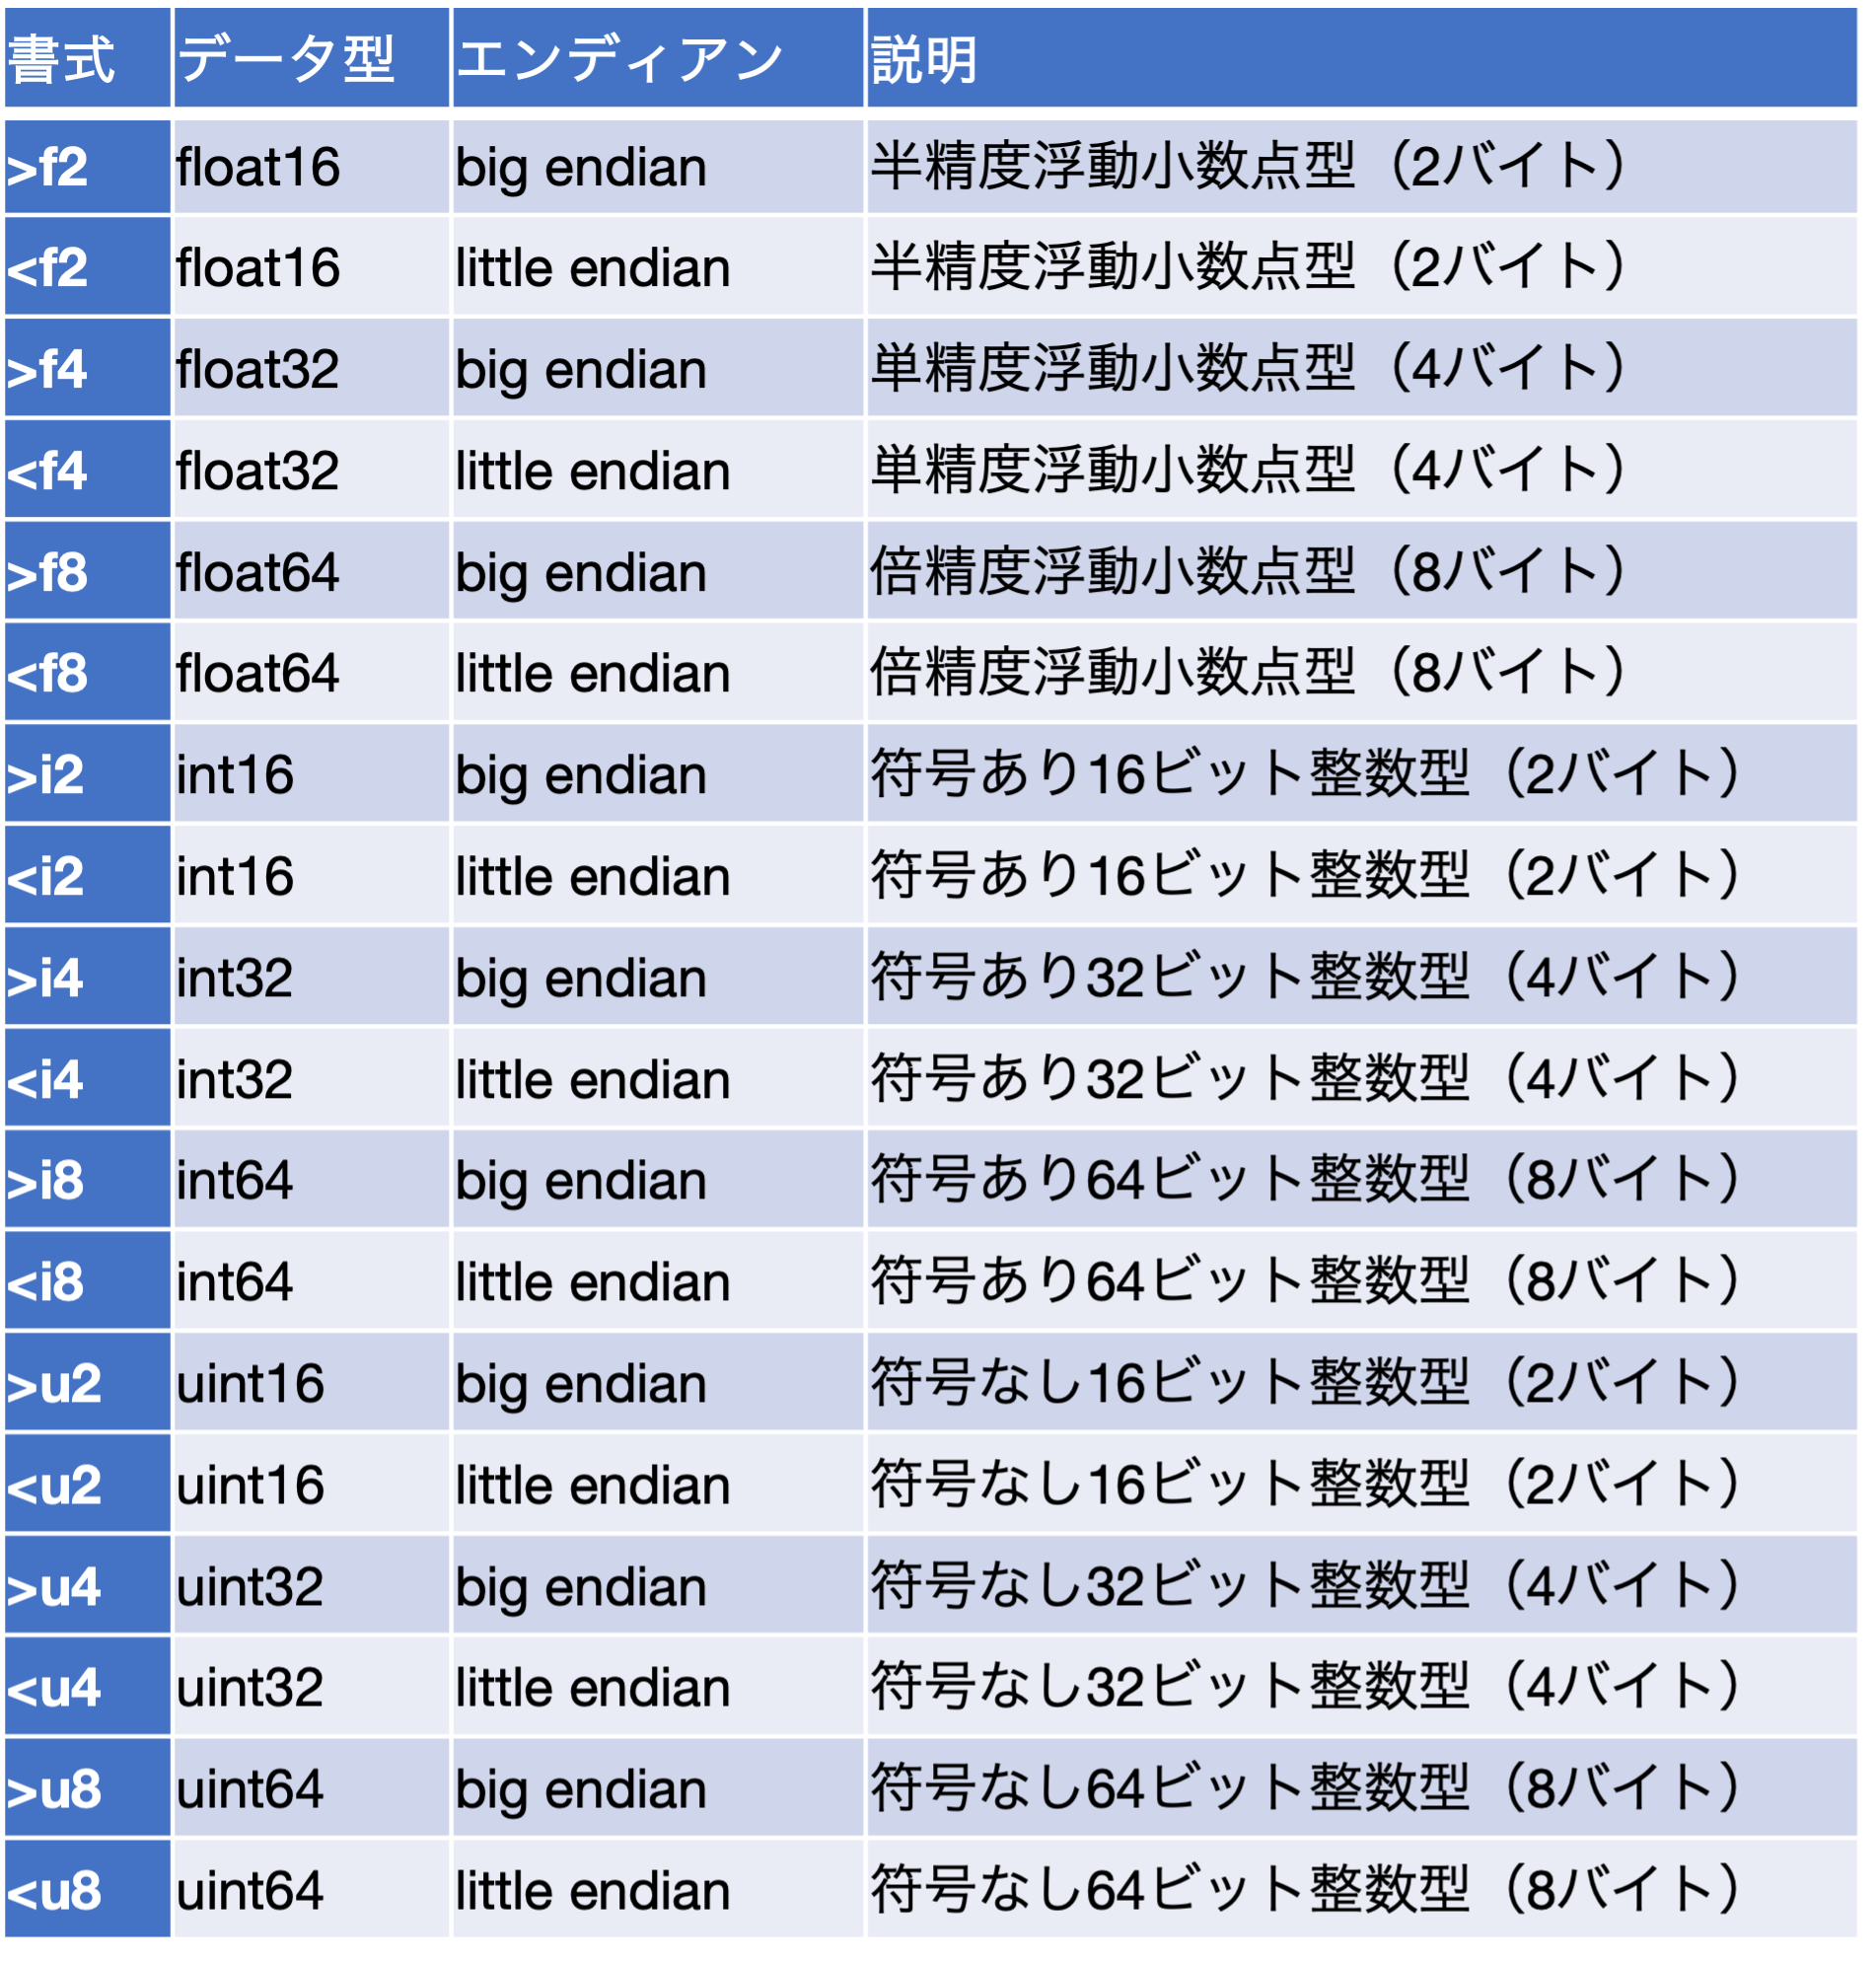 書式 データ型 エンディアン 説明
>f2 float16 big endian 半精度浮動小数点型（2バイト）
<f2 float16 little endian 半精度浮動小数点型（2バイト）
>f4 float32 big endian 単精度浮動小数点型（4バイト）
<f4 float32 little endian 単精度浮動小数点型（4バイト）
>f8 float64 big endian 倍精度浮動小数点型（8バイト）
<f8 float64 little endian 倍精度浮動小数点型（8バイト）
>i2 int16 big endian 符号あり16ビット整数型（2バイト）
<i2 int16 little endian 符号あり16ビット整数型（2バイト）
>i4 int32 big endian 符号あり32ビット整数型（4バイト）
<i4 int32 little endian 符号あり32ビット整数型（4バイト）
>i8 int64 big endian 符号あり64ビット整数型（8バイト）
<i8 int64 little endian 符号あり64ビット整数型（8バイト）
>u2 uint16 big endian 符号なし16ビット整数型（2バイト）
<u2 uint16 little endian 符号なし16ビット整数型（2バイト）
>u4 uint32 big endian 符号なし32ビット整数型（4バイト）
<u4 uint32 little endian 符号なし32ビット整数型（4バイト）
>u8 uint64 big endian 符号なし64ビット整数型（8バイト）
<u8 uint64 little endian 符号なし64ビット整数型（8バイト）